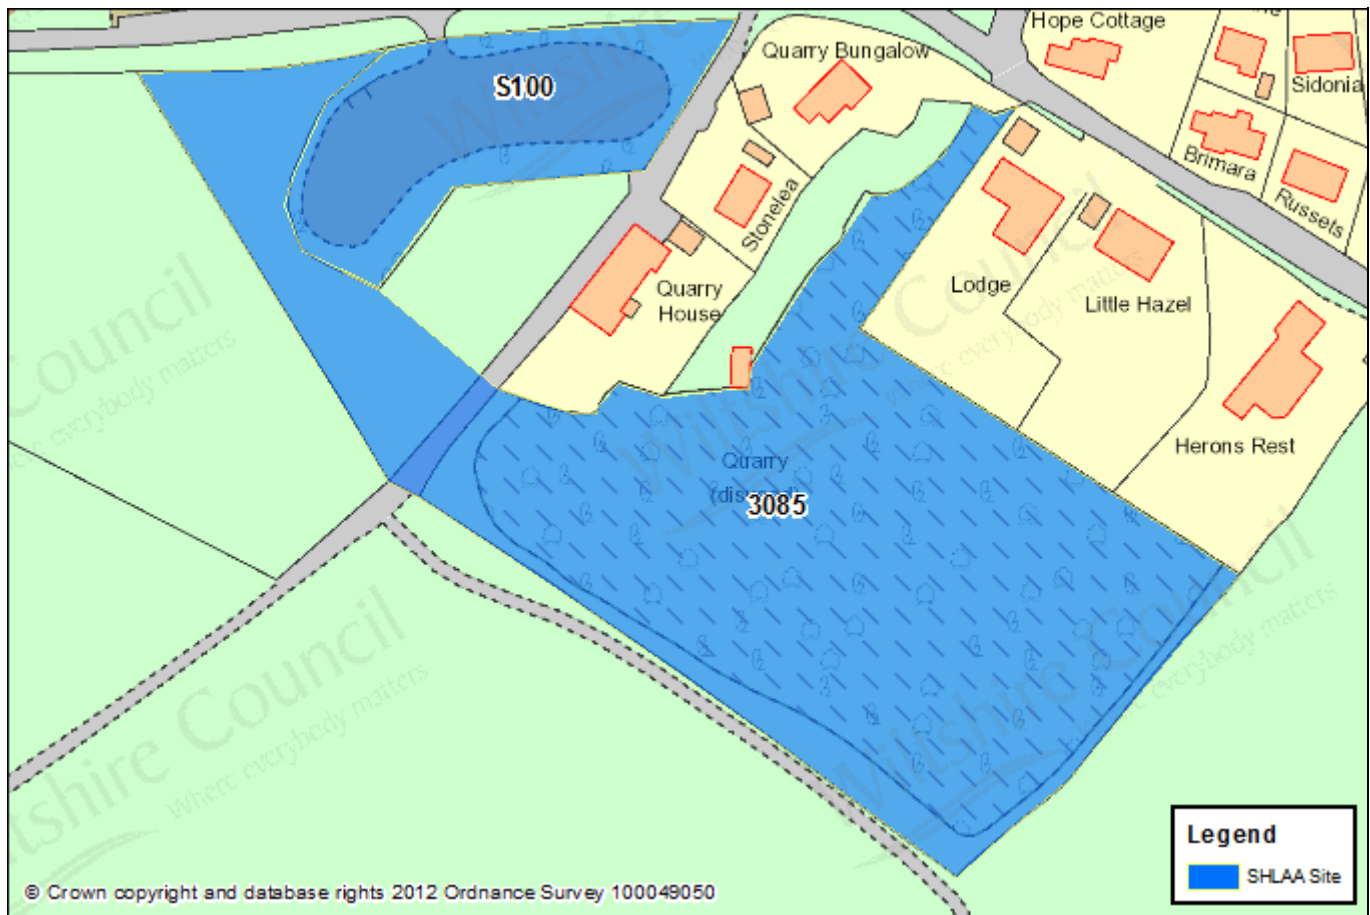 Hope Cottage
Quarry Bungalow
S100
Sidonia
Brimara
Russets
Stonelea
Lodge
Quarry
House
Little Hazel
Herons Rest
Quarry
3085
Wiltshire Council
Where everybody matters
Legend
SHLAA Site
© Crown copyright and database rights 2012 Ordnance Survey 100049050